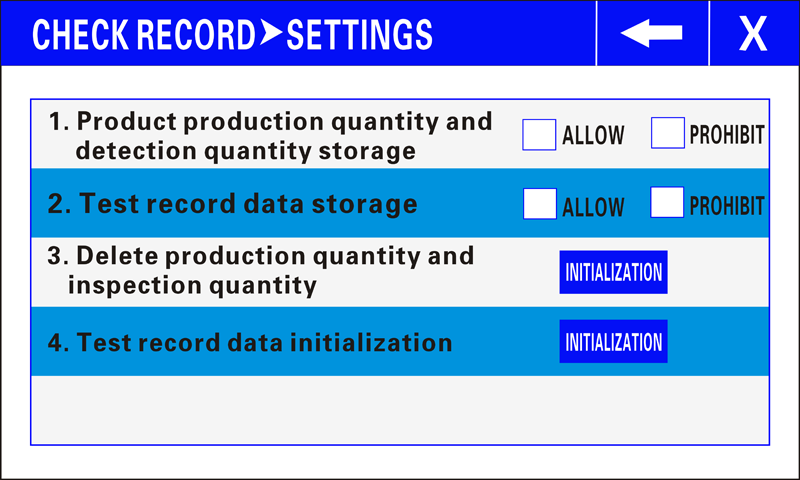 CHECK RECORD➤SETTINGS X
1. Product production quantity and
detection quantity storage
ALLOW PROHIBIT
2. Test record data storage ALLOW PROHIBIT
3. Delete production quantity and
inspection quantity
INITIALIZATION
4. Test record data initialization INITIALIZATION